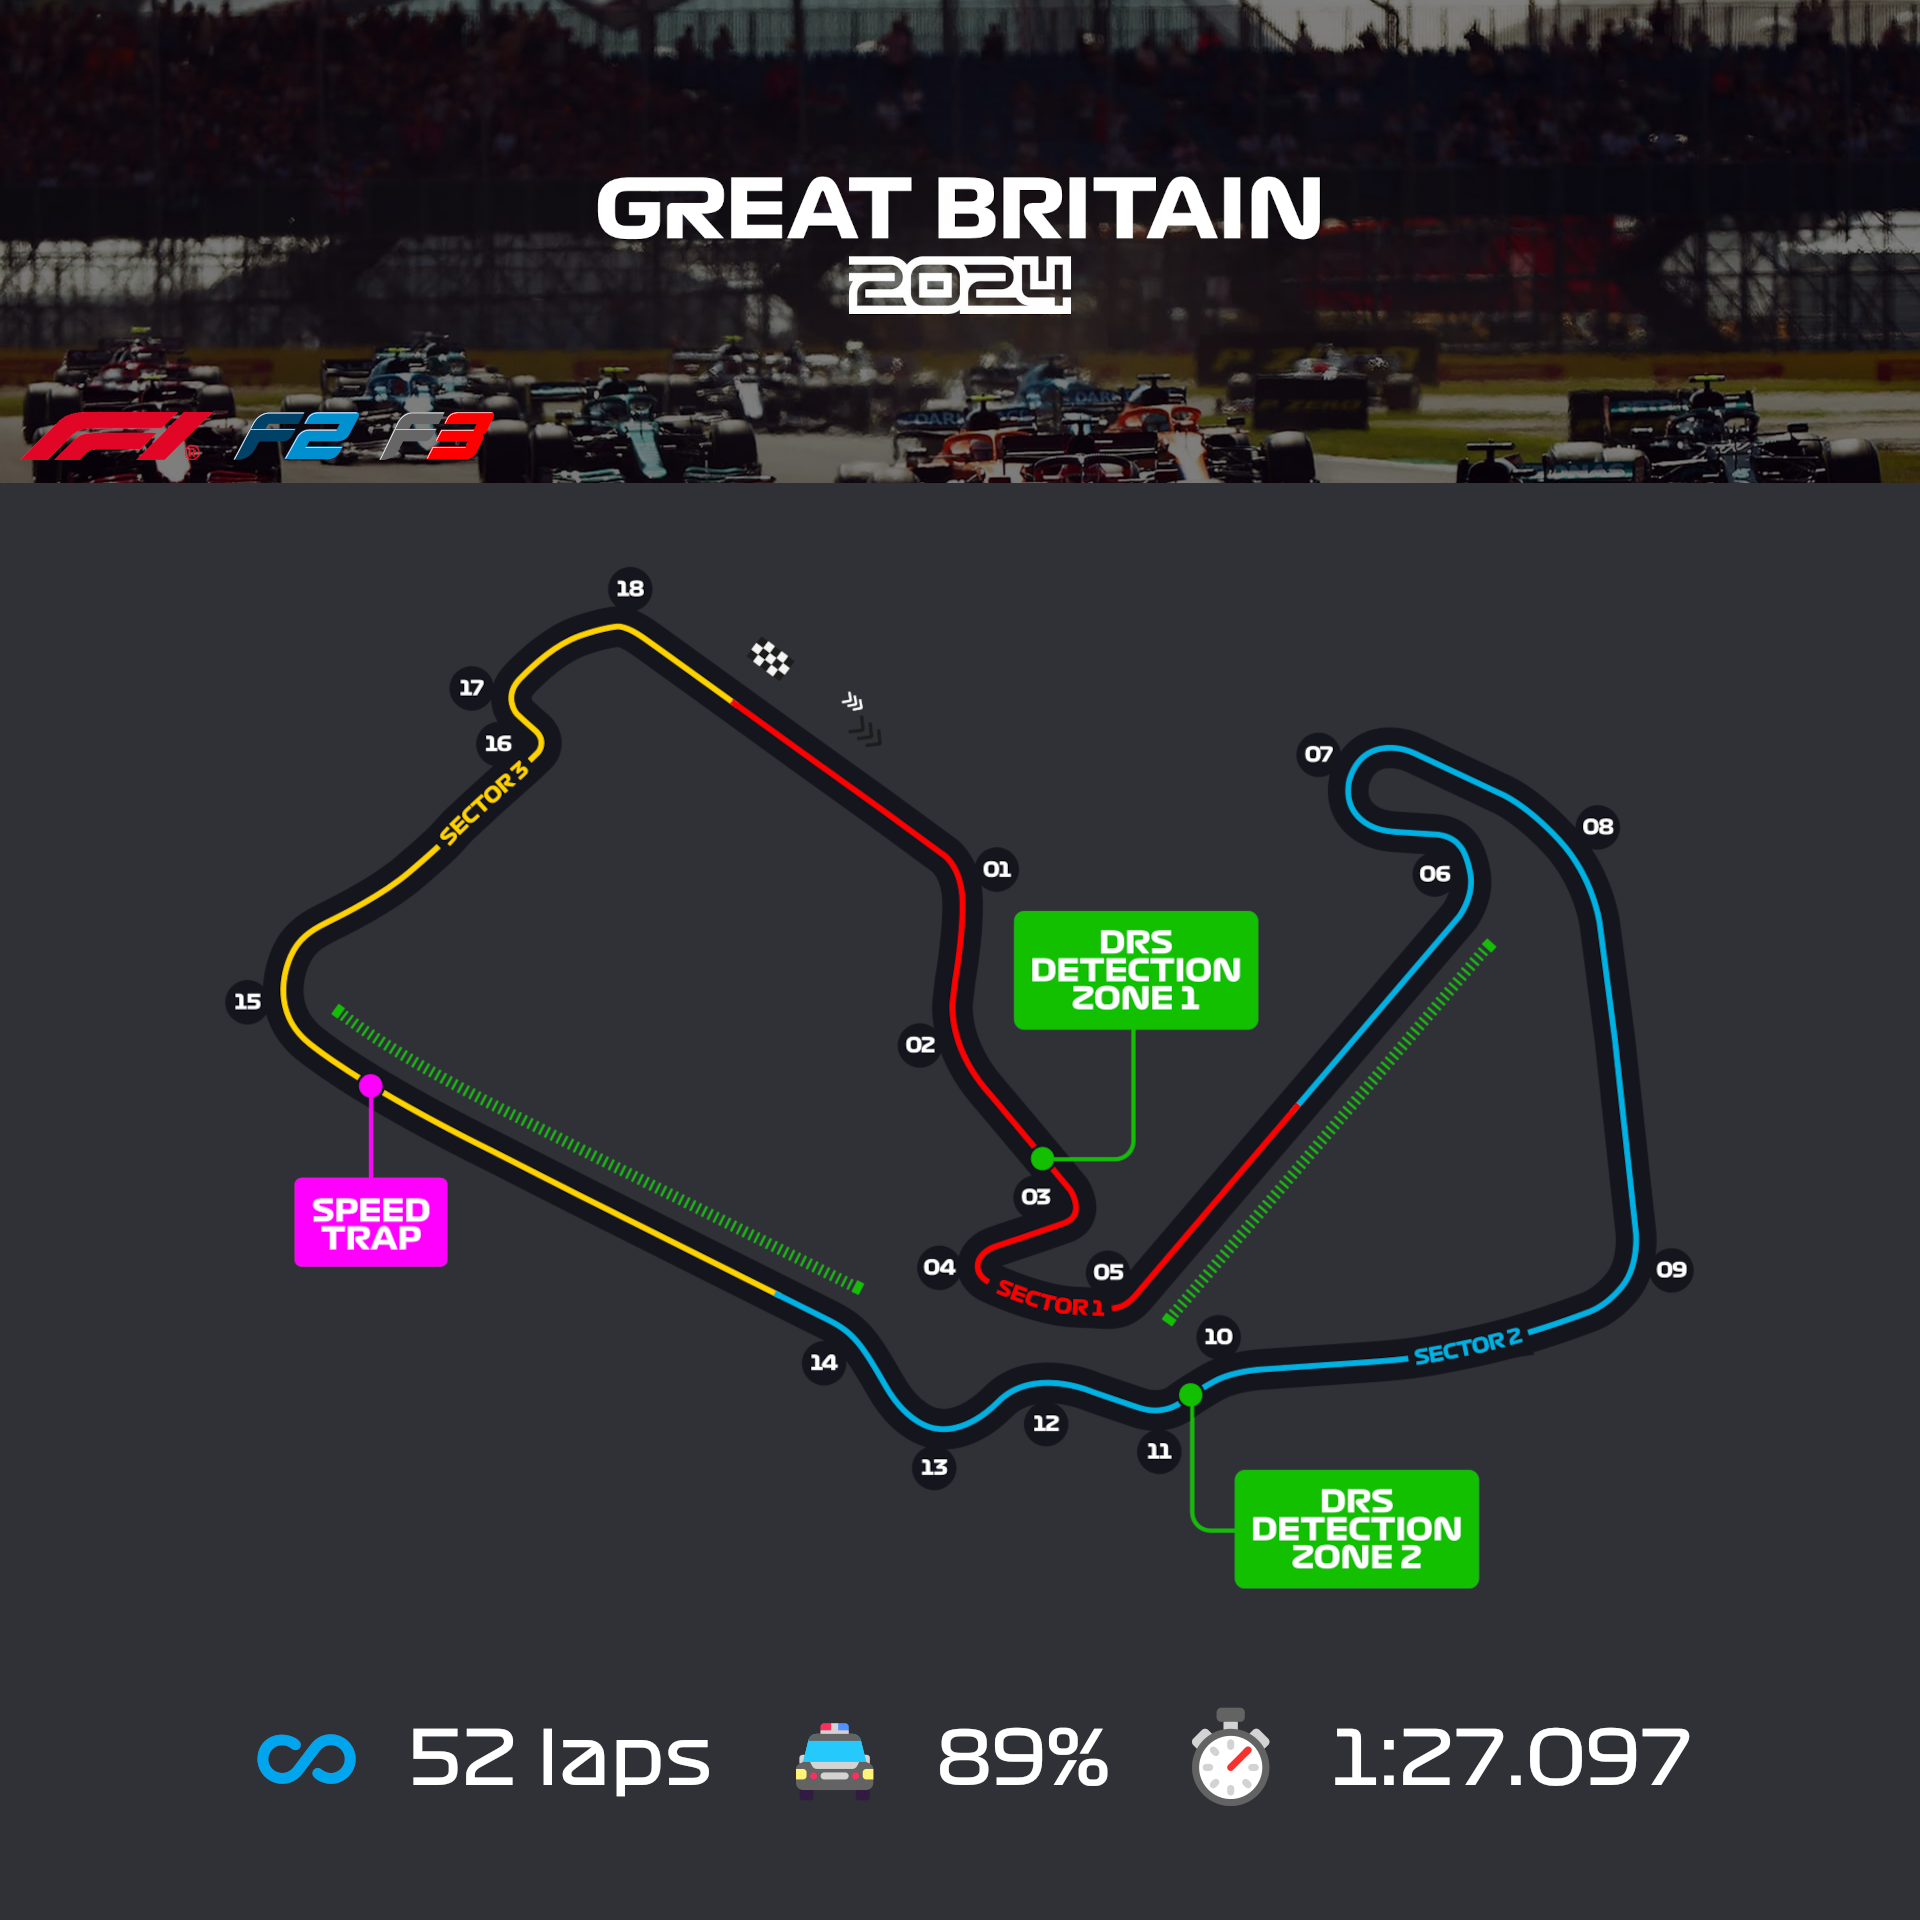 GREAT BRITAIN
2024
F1®
F2
F3
18
17
16
SECTOR 3
07
08
01
06
DRS
DETECTION
ZONE 1
15
02
03
SPEED
TRAP
04
05
SECTOR 1
09
10
SECTOR 2
14
12
11
13
DRS
DETECTION
ZONE 2
52 laps
89%
1:27.097
P ZERO
P ZERO